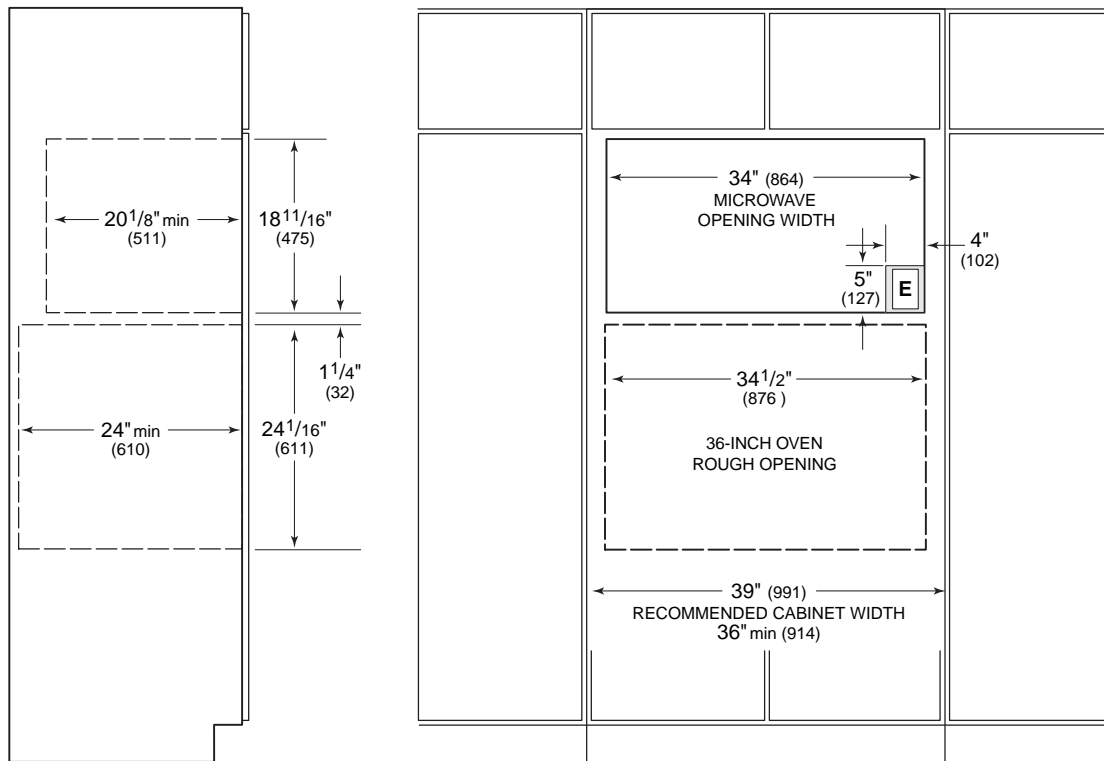 20 1/8" min
(511)
18 11/16"
(475)
1 1/4"
(32)
24" min
(610)
24 1/16"
(611)
34" (864)
MICROWAVE
OPENING WIDTH
4"
(102)
5"
(127)
E
34 1/2"
(876 )
36-INCH OVEN
ROUGH OPENING
39" (991)
RECOMMENDED CABINET WIDTH
36" min (914)